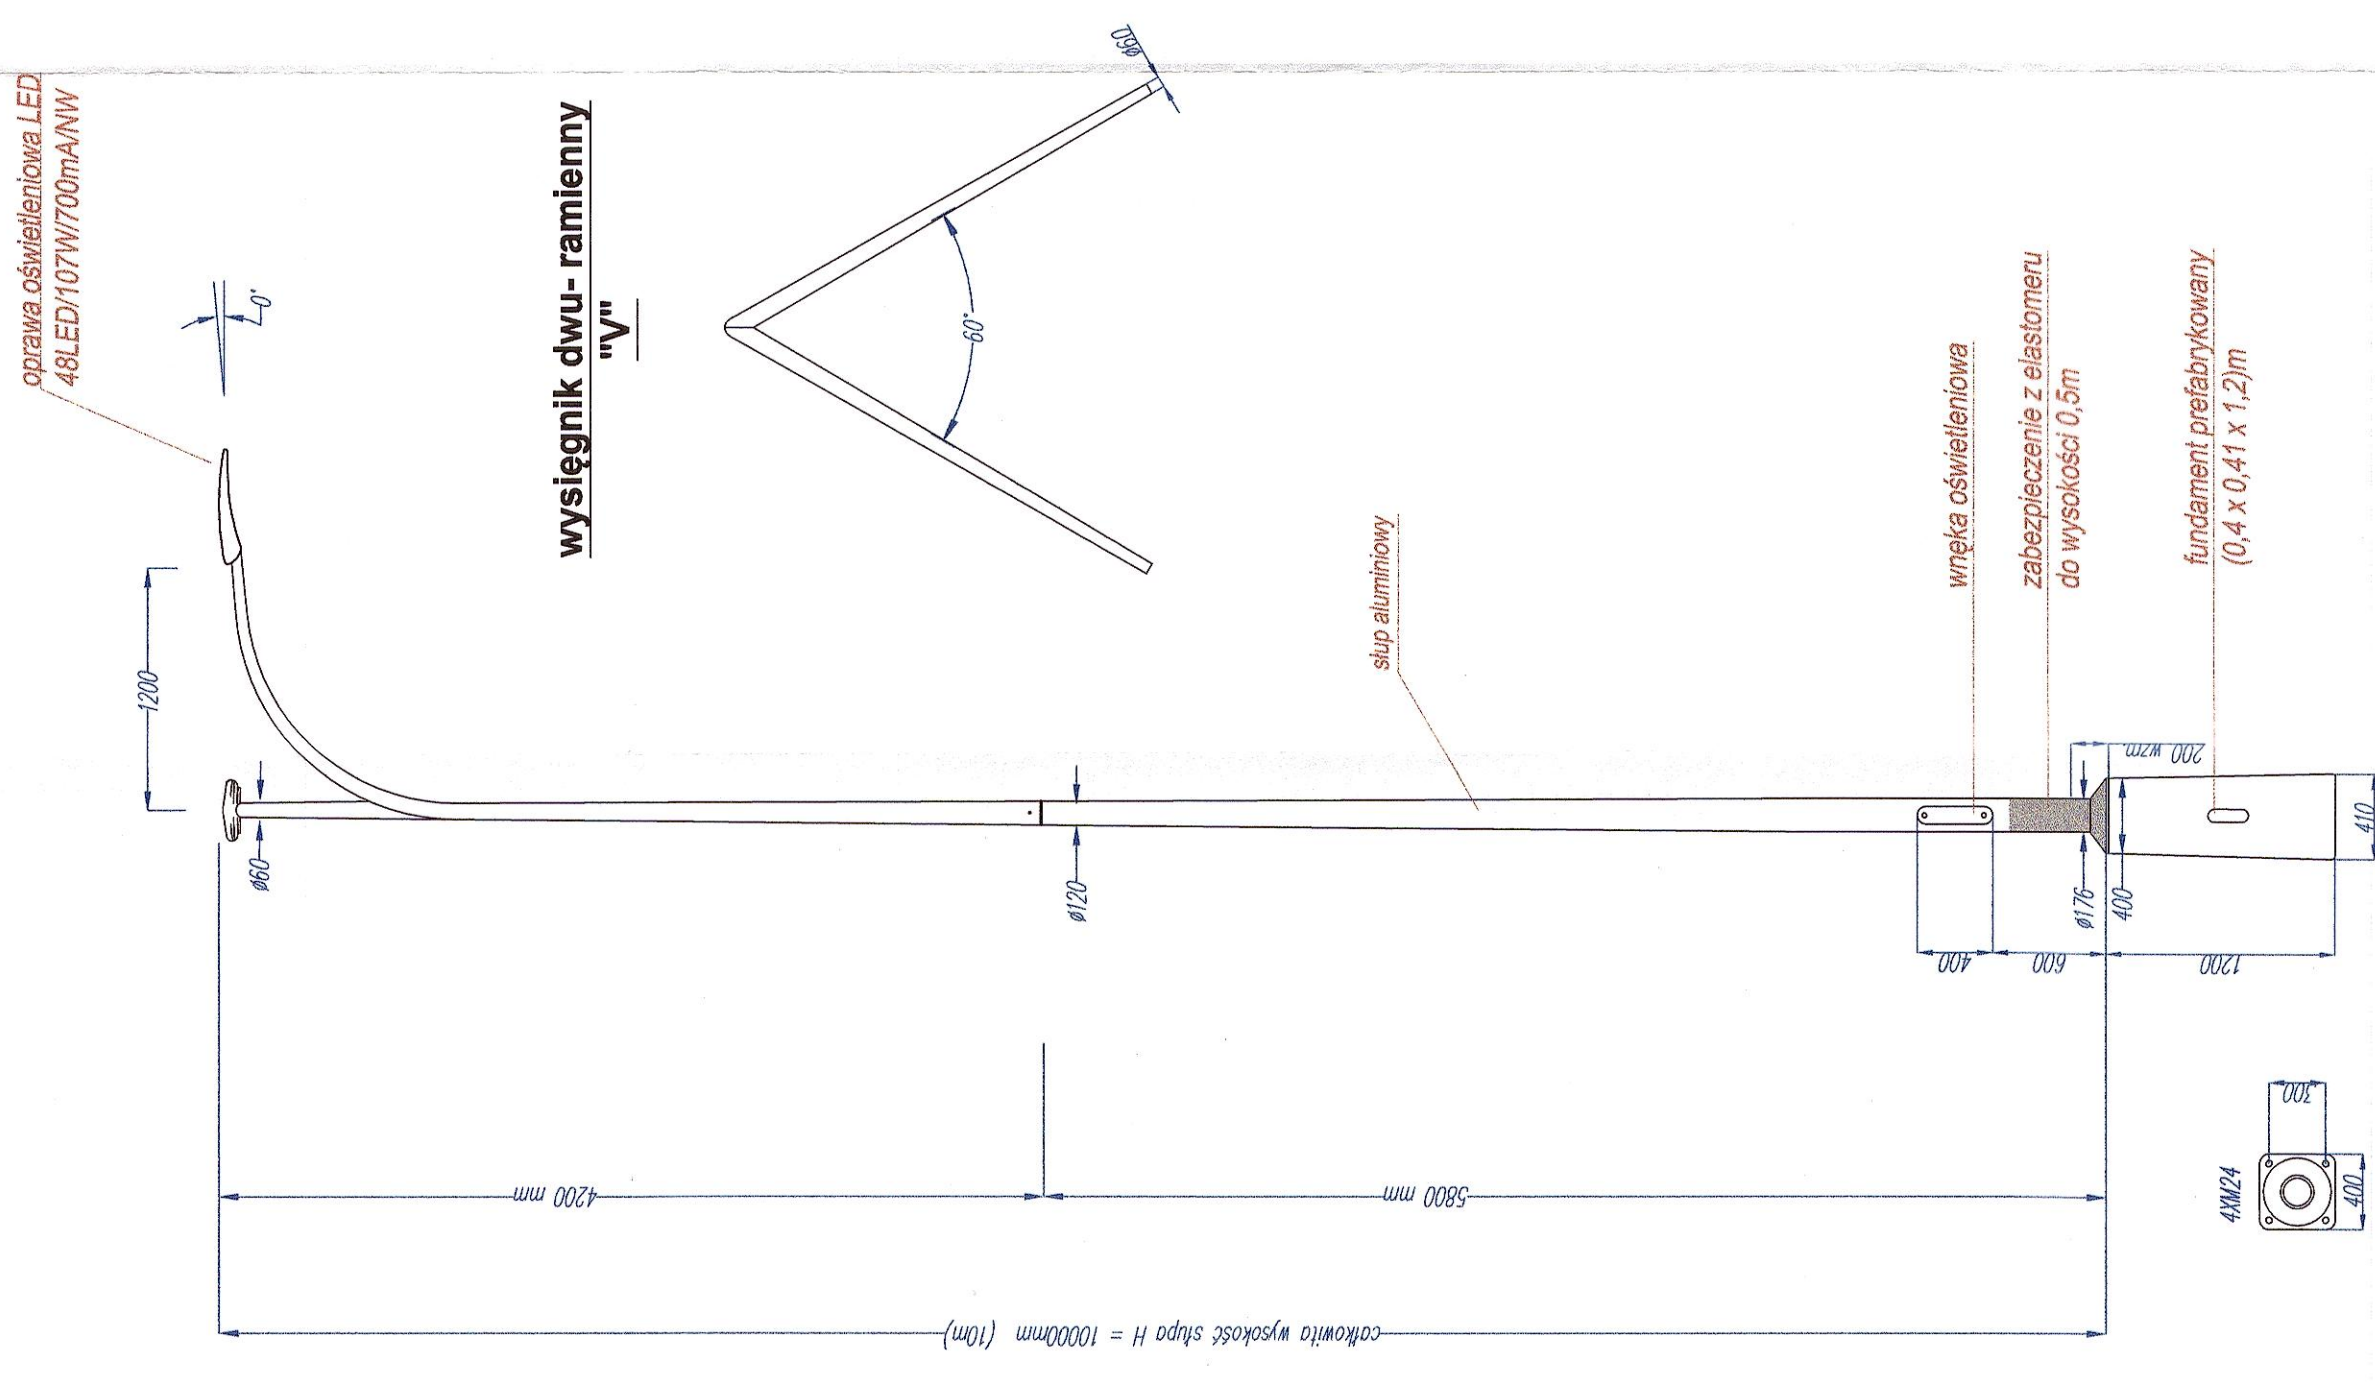 oprawa oświetleniowa LED
48LED/107W/700mA/NW
0°
1200
wysięgnik dwu- ramienny
"V"
ø60
60°
ø60
ø120
słup aluminiowy
wnęka oświetleniowa
zabezpieczenie z elastomeru
do wysokości 0,5m
fundament prefabrykowany
(0,4 x 0,41 x 1,2)m
200 wzm.
ø176
400
410
400
600
1200
4200 mm
5800 mm
całkowita wysokość słupa H = 10000mm (10m)
4XM24
300
400